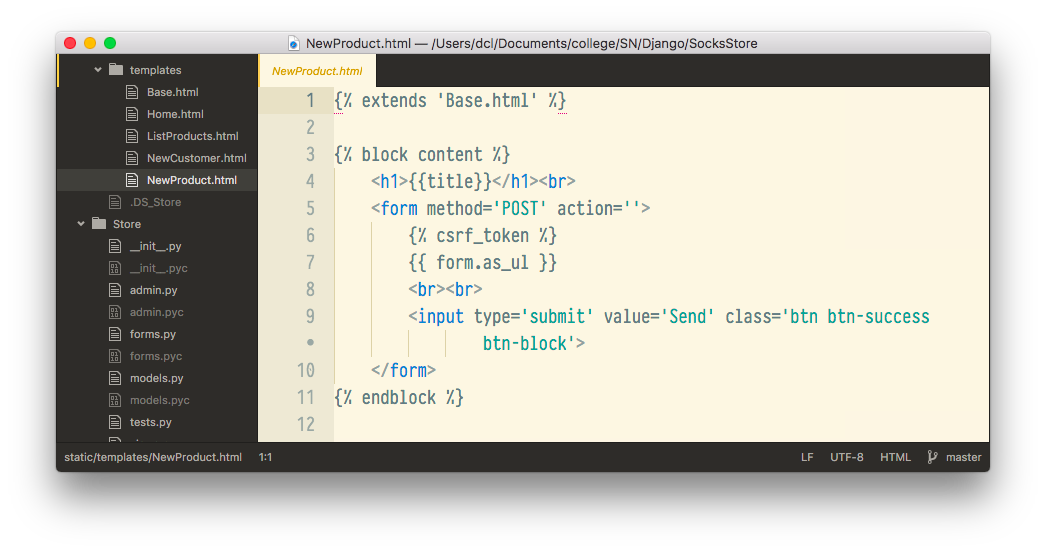 NewProduct.html — /Users/dcl/Documents/college/SN/Django/SocksStore
templates
Base.html
Home.html
ListProducts.html
NewCustomer.html
NewProduct.html
.DS_Store
Store
__init__.py
__init__.pyc
admin.py
admin.pyc
forms.py
forms.pyc
models.py
models.pyc
tests.py
NewProduct.html
1 {% extends 'Base.html' %}
2
3 {% block content %}
4 <h1>{{title}}</h1><br>
5 <form method='POST' action=''>
6 {% csrf_token %}
7 {{ form.as_ul }}
8 <br><br>
9 <input type='submit' value='Send' class='btn btn-success
• btn-block'>
10 </form>
11 {% endblock %}
12
static/templates/NewProduct.html 1:1 LF UTF-8 HTML master